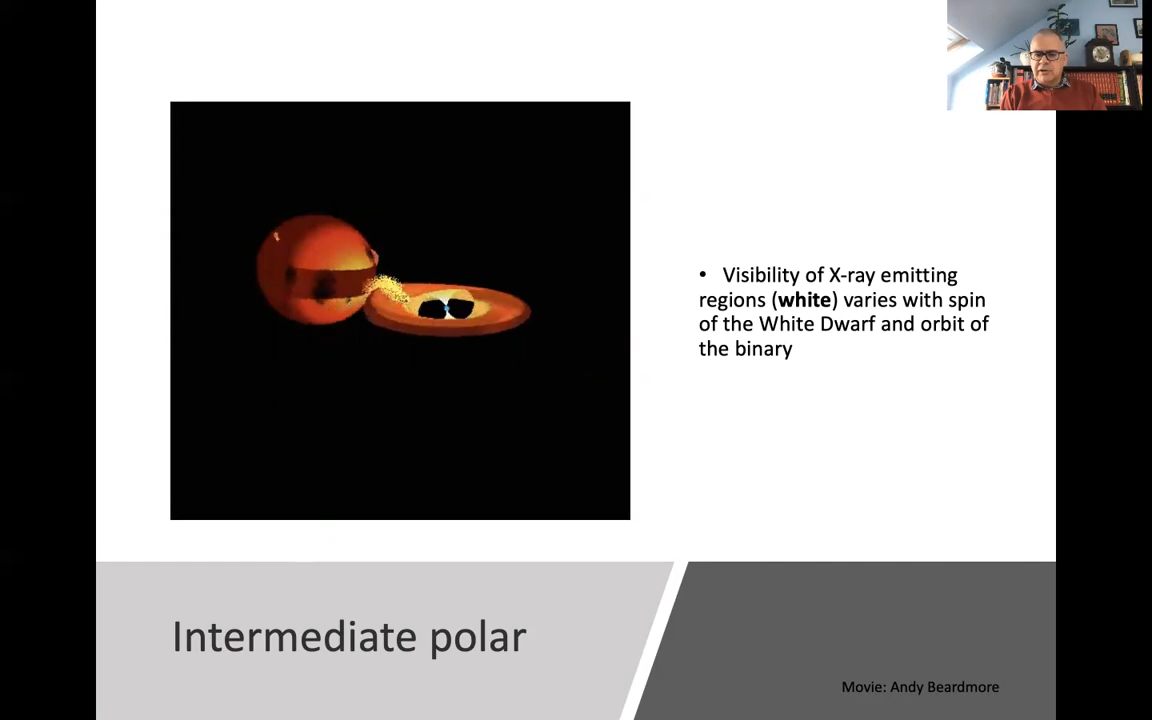 • Visibility of X-ray emitting
regions (white) varies with spin
of the White Dwarf and orbit of
the binary
Intermediate polar
Movie: Andy Beardmore